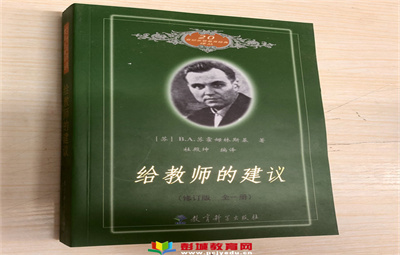 20
[苏] B.A.苏霍姆林斯基 著
杜殿坤 编译
给教师的建议
(修订版 全一册)
教育科学出版社
彭城教育网
www.pcjyedu.cn